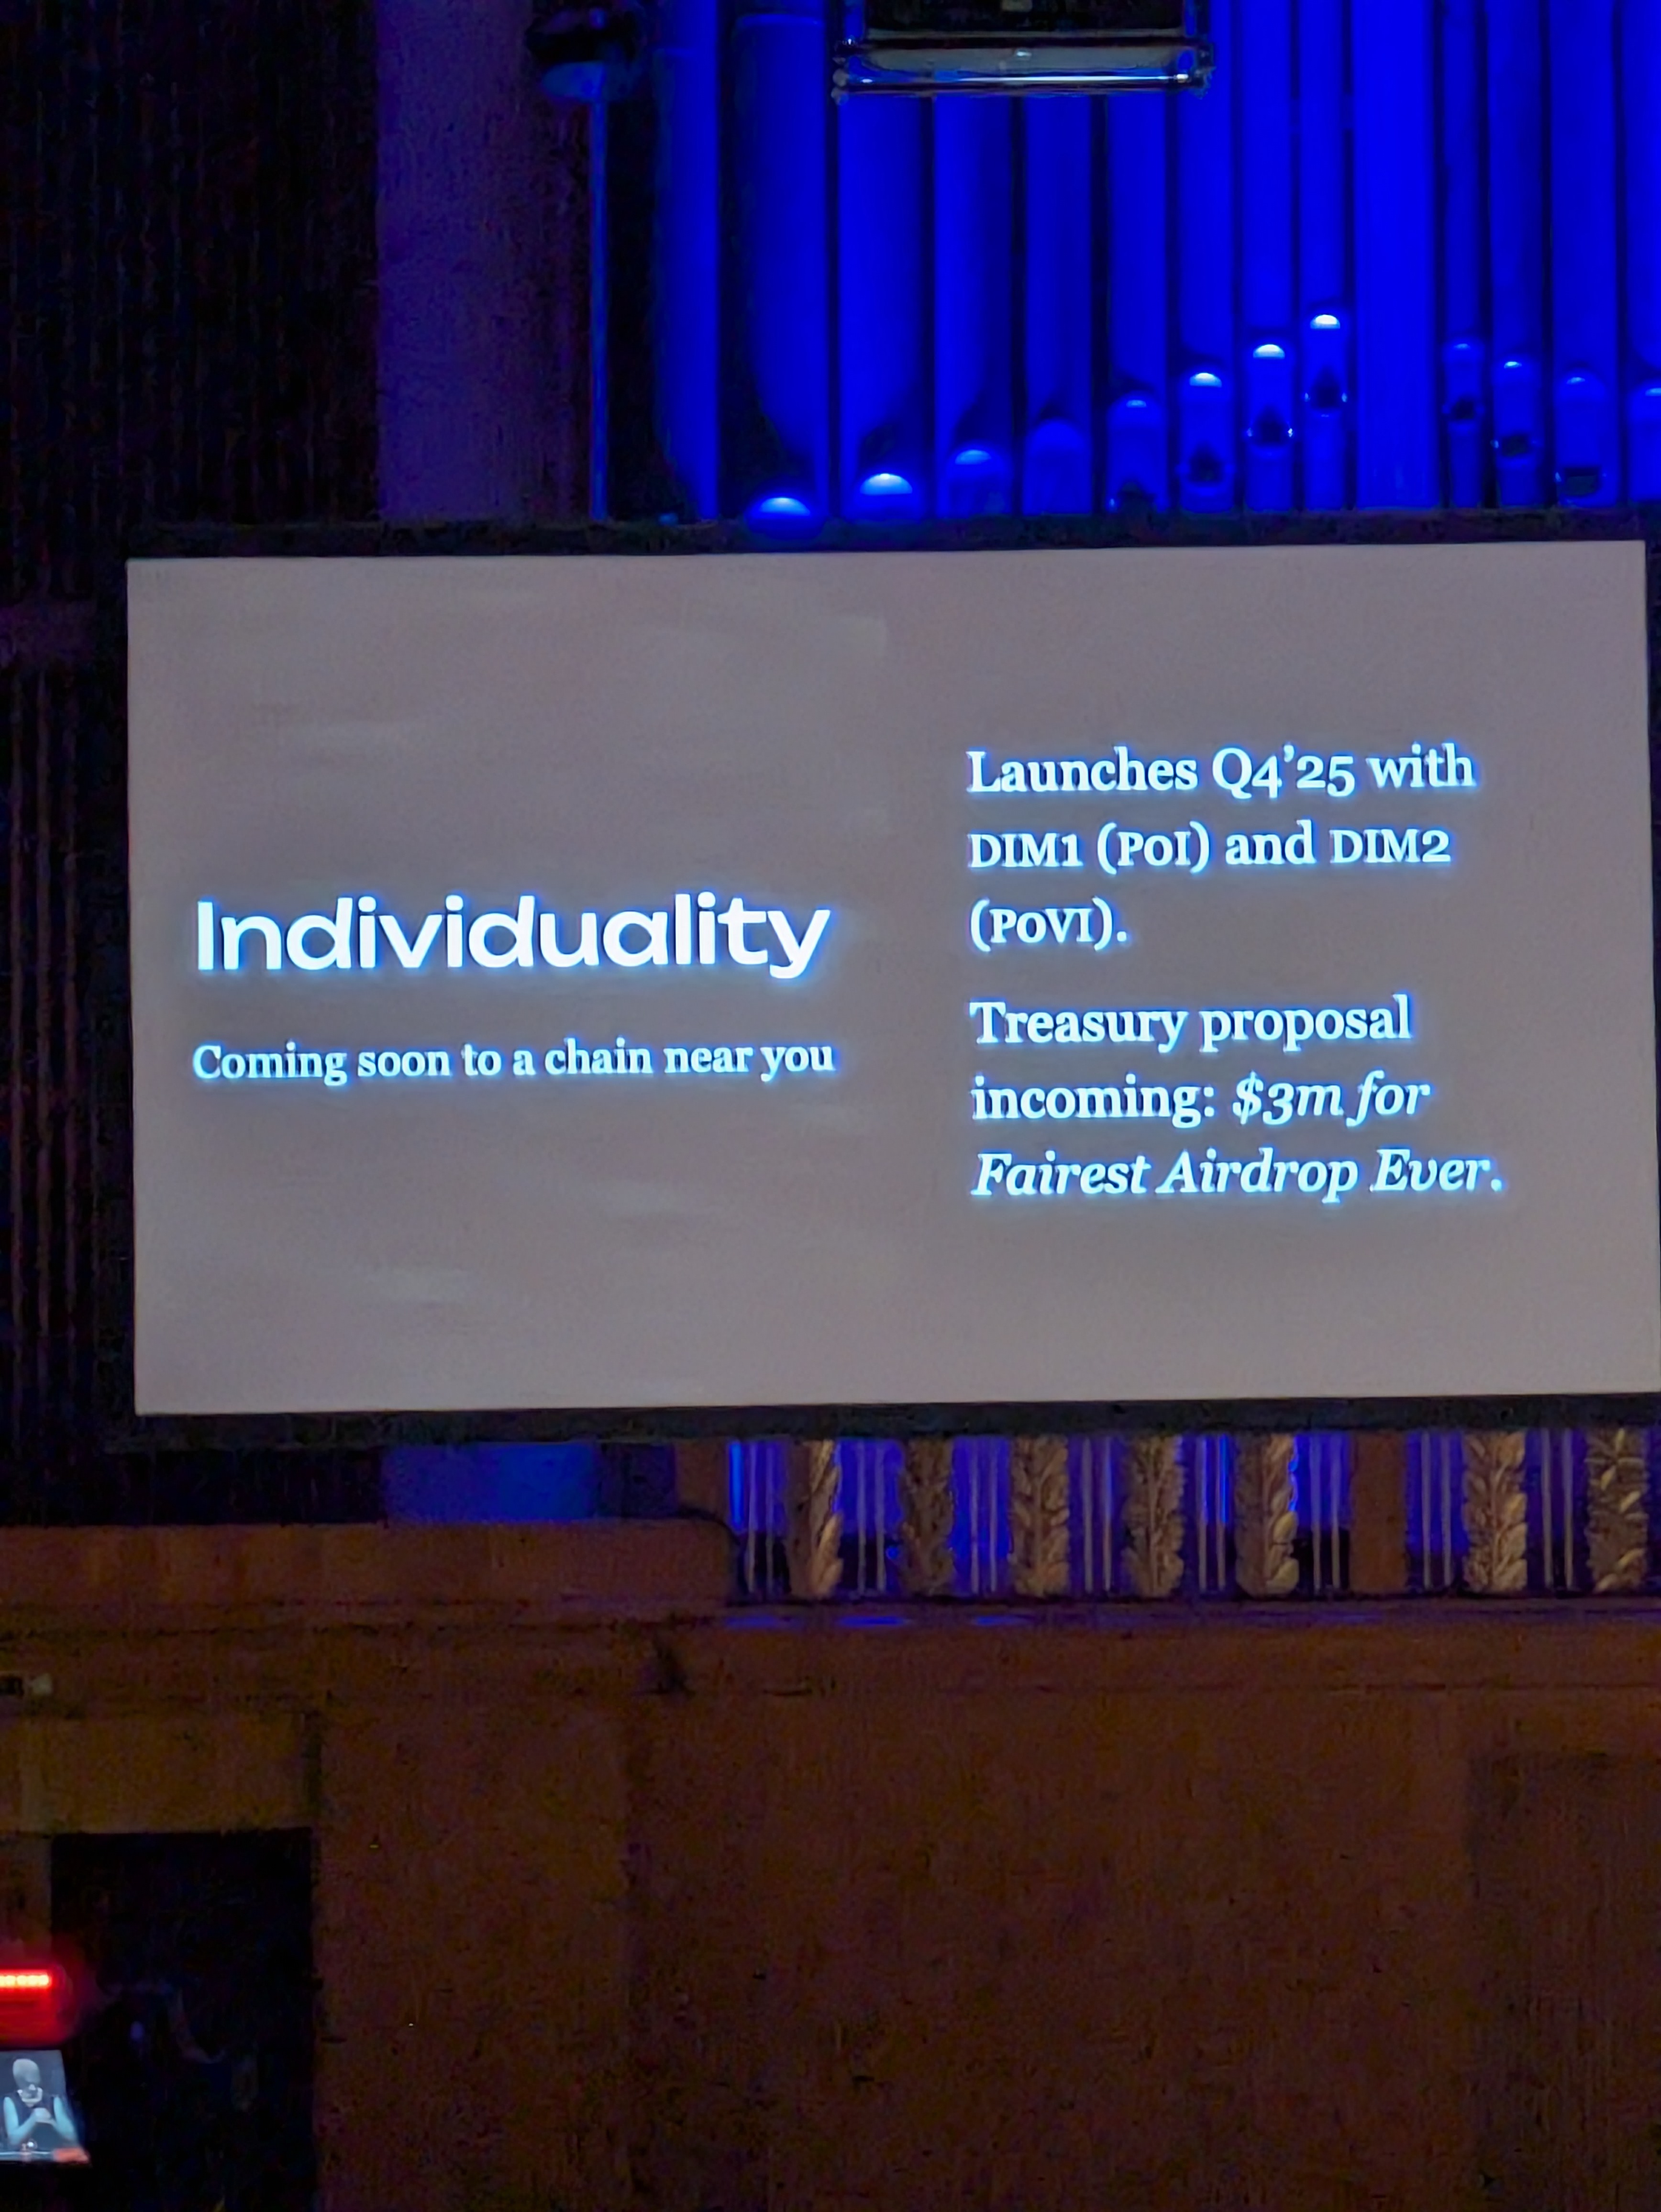 Individuality
Coming soon to a chain near you
Launches Q4’25 with
DIM1 (PoI) and DIM2
(PoVI).
Treasury proposal
incoming: $3m for
Fairest Airdrop Ever.